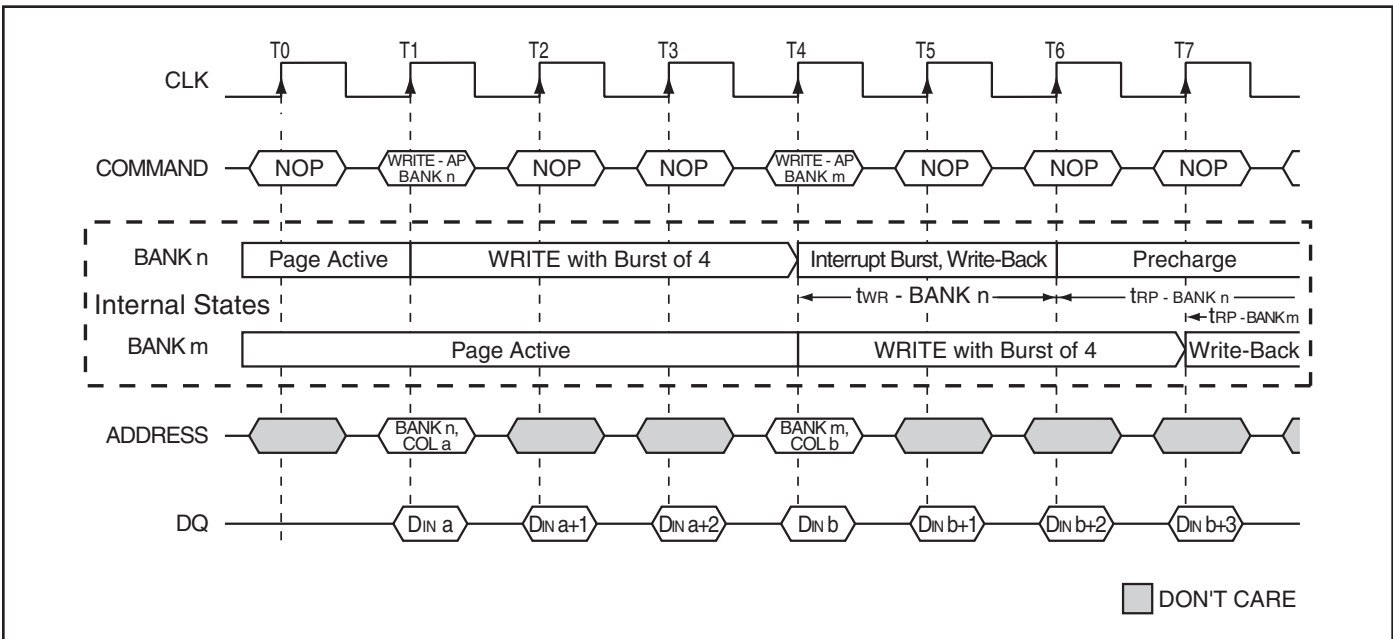 T0 T1 T2 T3 T4 T5 T6 T7
CLK
COMMAND NOP WRITE - AP BANK n NOP NOP WRITE - AP BANK m NOP NOP NOP
BANK n Page Active WRITE with Burst of 4 Interrupt Burst, Write-Back Precharge
Internal States tWR - BANK n tRP - BANK n
tRP - BANK m
BANK m Page Active WRITE with Burst of 4 Write-Back
ADDRESS BANK n, COL a BANK m, COL b
DQ DIN a DIN a+1 DIN a+2 DIN b DIN b+1 DIN b+2 DIN b+3
DON'T CARE